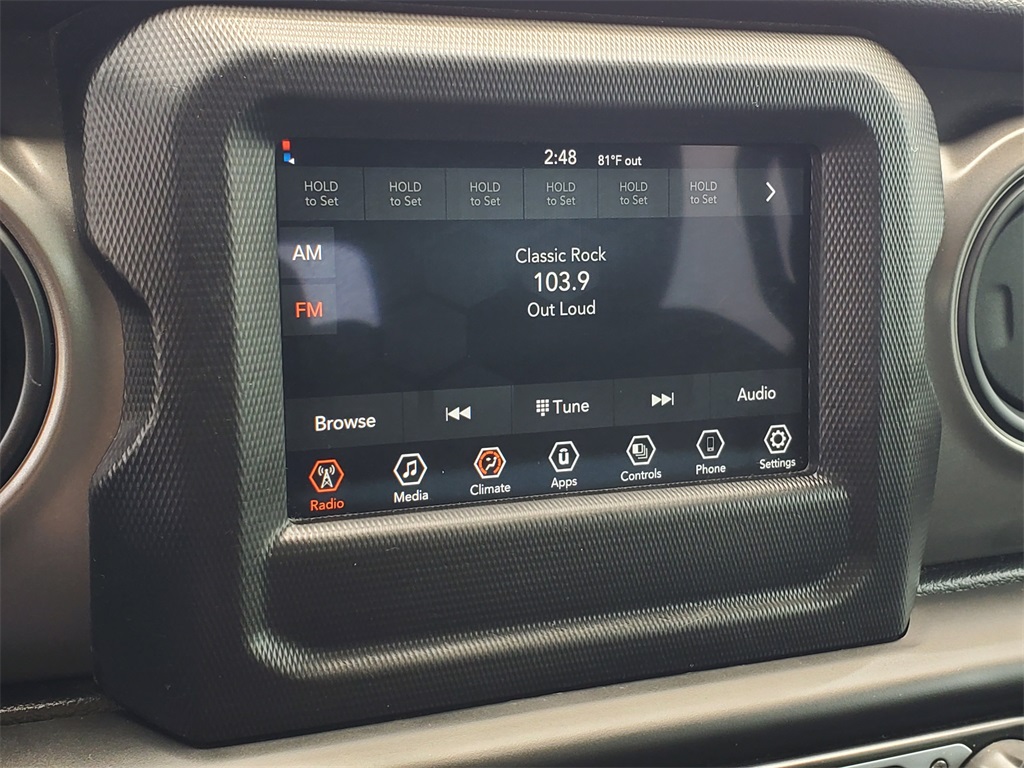 2:48 81°F out
HOLD to Set
HOLD to Set
HOLD to Set
HOLD to Set
HOLD to Set
HOLD to Set
AM
FM
Classic Rock
103.9
Out Loud
Browse
Tune
Audio
Radio
Media
Climate
Apps
Controls
Phone
Settings